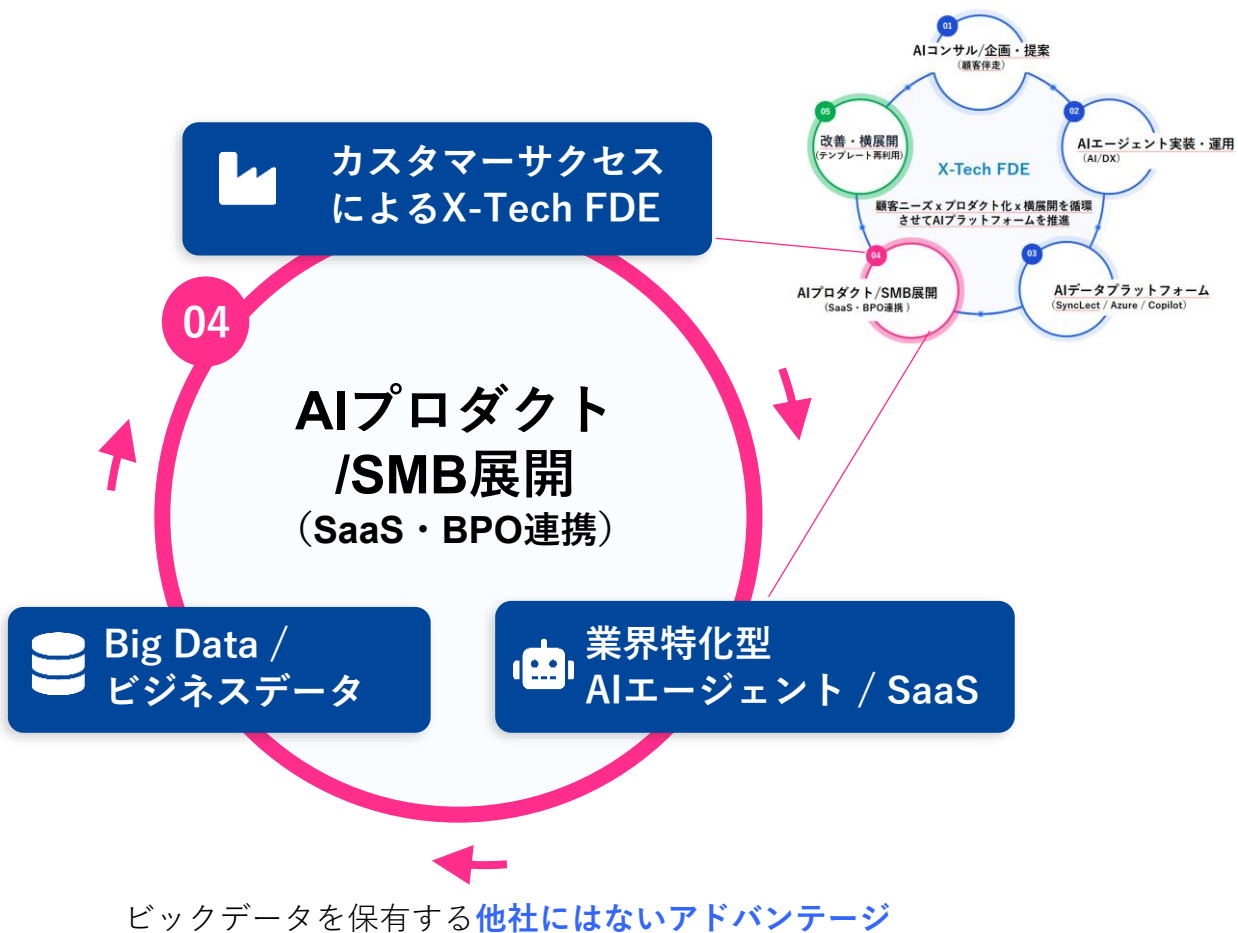 01
AIコンサル/企画・提案
(顧客伴走)
02
AIエージェント実装・運用
(AI/DX)
03
AIデータプラットフォーム
(SyncLect / Azure / Copilot)
04
AIプロダクト/SMB展開
(SaaS・BPO連携 )
05
改善・横展開
(テンプレート再利用)
X-Tech FDE
顧客ニーズ x プロダクト化 x 横展開を循環
させてAIプラットフォームを推進
カスタマーサクセス
によるX-Tech FDE
04
AIプロダクト
/SMB展開
（SaaS・BPO連携）
Big Data /
ビジネスデータ
業界特化型
AIエージェント / SaaS
ビックデータを保有する他社にはないアドバンテージ